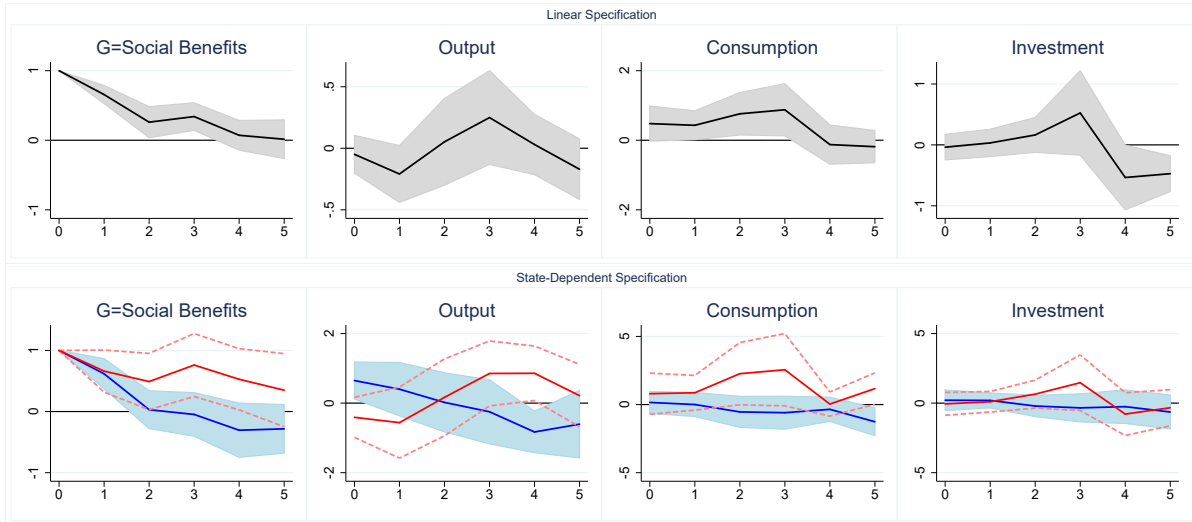 Linear Specification
G=Social Benefits Output Consumption Investment
1 .5 2 1
0 0 0 0
-1 -.5 -2 -1
0 1 2 3 4 5 0 1 2 3 4 5 0 1 2 3 4 5 0 1 2 3 4 5
State-Dependent Specification
G=Social Benefits Output Consumption Investment
1 2 5 5
0 0 0 0
-1 -2 -5 -5
0 1 2 3 4 5 0 1 2 3 4 5 0 1 2 3 4 5 0 1 2 3 4 5